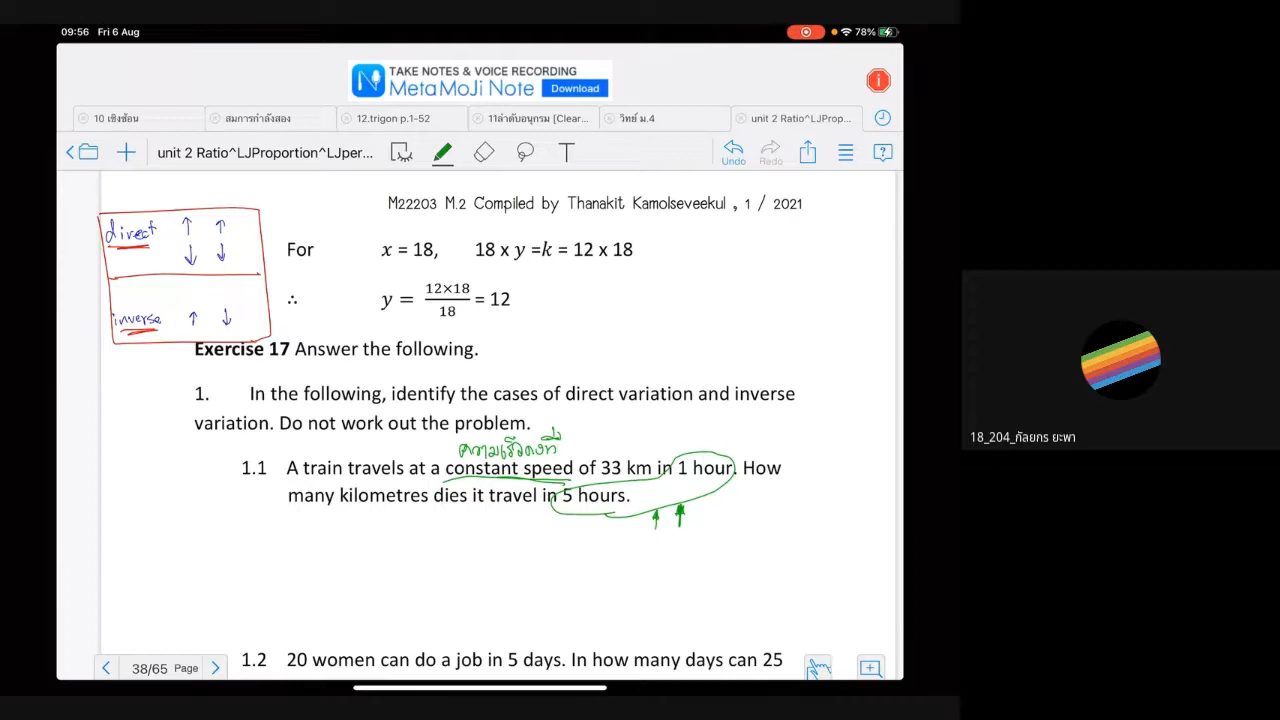 09:56 Fri 6 Aug
78%
TAKE NOTES & VOICE RECORDING
MetaMoJi Note
Download
10 เชิงซ้อน
สมการกำลังสอง
12.trigon p.1-52
11ลำดับอนุกรม [Clear...
วิทย์ ม.4
unit 2 Ratio^LJProp...
unit 2 Ratio^LJProportion^LJper...
Undo
Redo
M22203 M.2 Compiled by Thanakit Kamolseveekul , 1 / 2021
direct ↑ ↑
↓ ↓
inverse ↑ ↓
For x = 18, 18 x y =k = 12 x 18
∴ y = 12×18/18 = 12
Exercise 17 Answer the following.
1. In the following, identify the cases of direct variation and inverse
variation. Do not work out the problem.
ความเร็วคงที่
1.1 A train travels at a constant speed of 33 km in 1 hour. How
many kilometres dies it travel in 5 hours.
↑ ↑
1.2 20 women can do a job in 5 days. In how many days can 25
38/65 Page
18_204_กัลยกร ยะพา